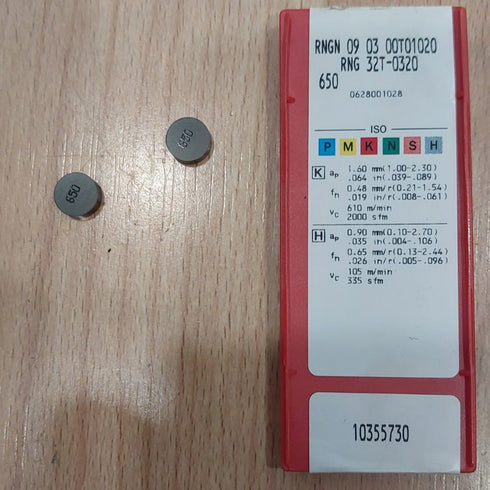 RNGN 09 03 00T01020
RNG 32T-0320
650
0628001028
ISO
P M K N S H
K ap 1.60 mm(1.00-2.30)
.064 in(.039-.089)
fn 0.48 mm/r(0.21-1.54)
.019 in/r(.008-.061)
vc 610 m/min
2000 sfm
H ap 0.90 mm(0.10-2.70)
.035 in(.004-.106)
fn 0.65 mm/r(0.13-2.44)
.026 in/r(.005-.096)
vc 105 m/min
335 sfm
10355730
650
650